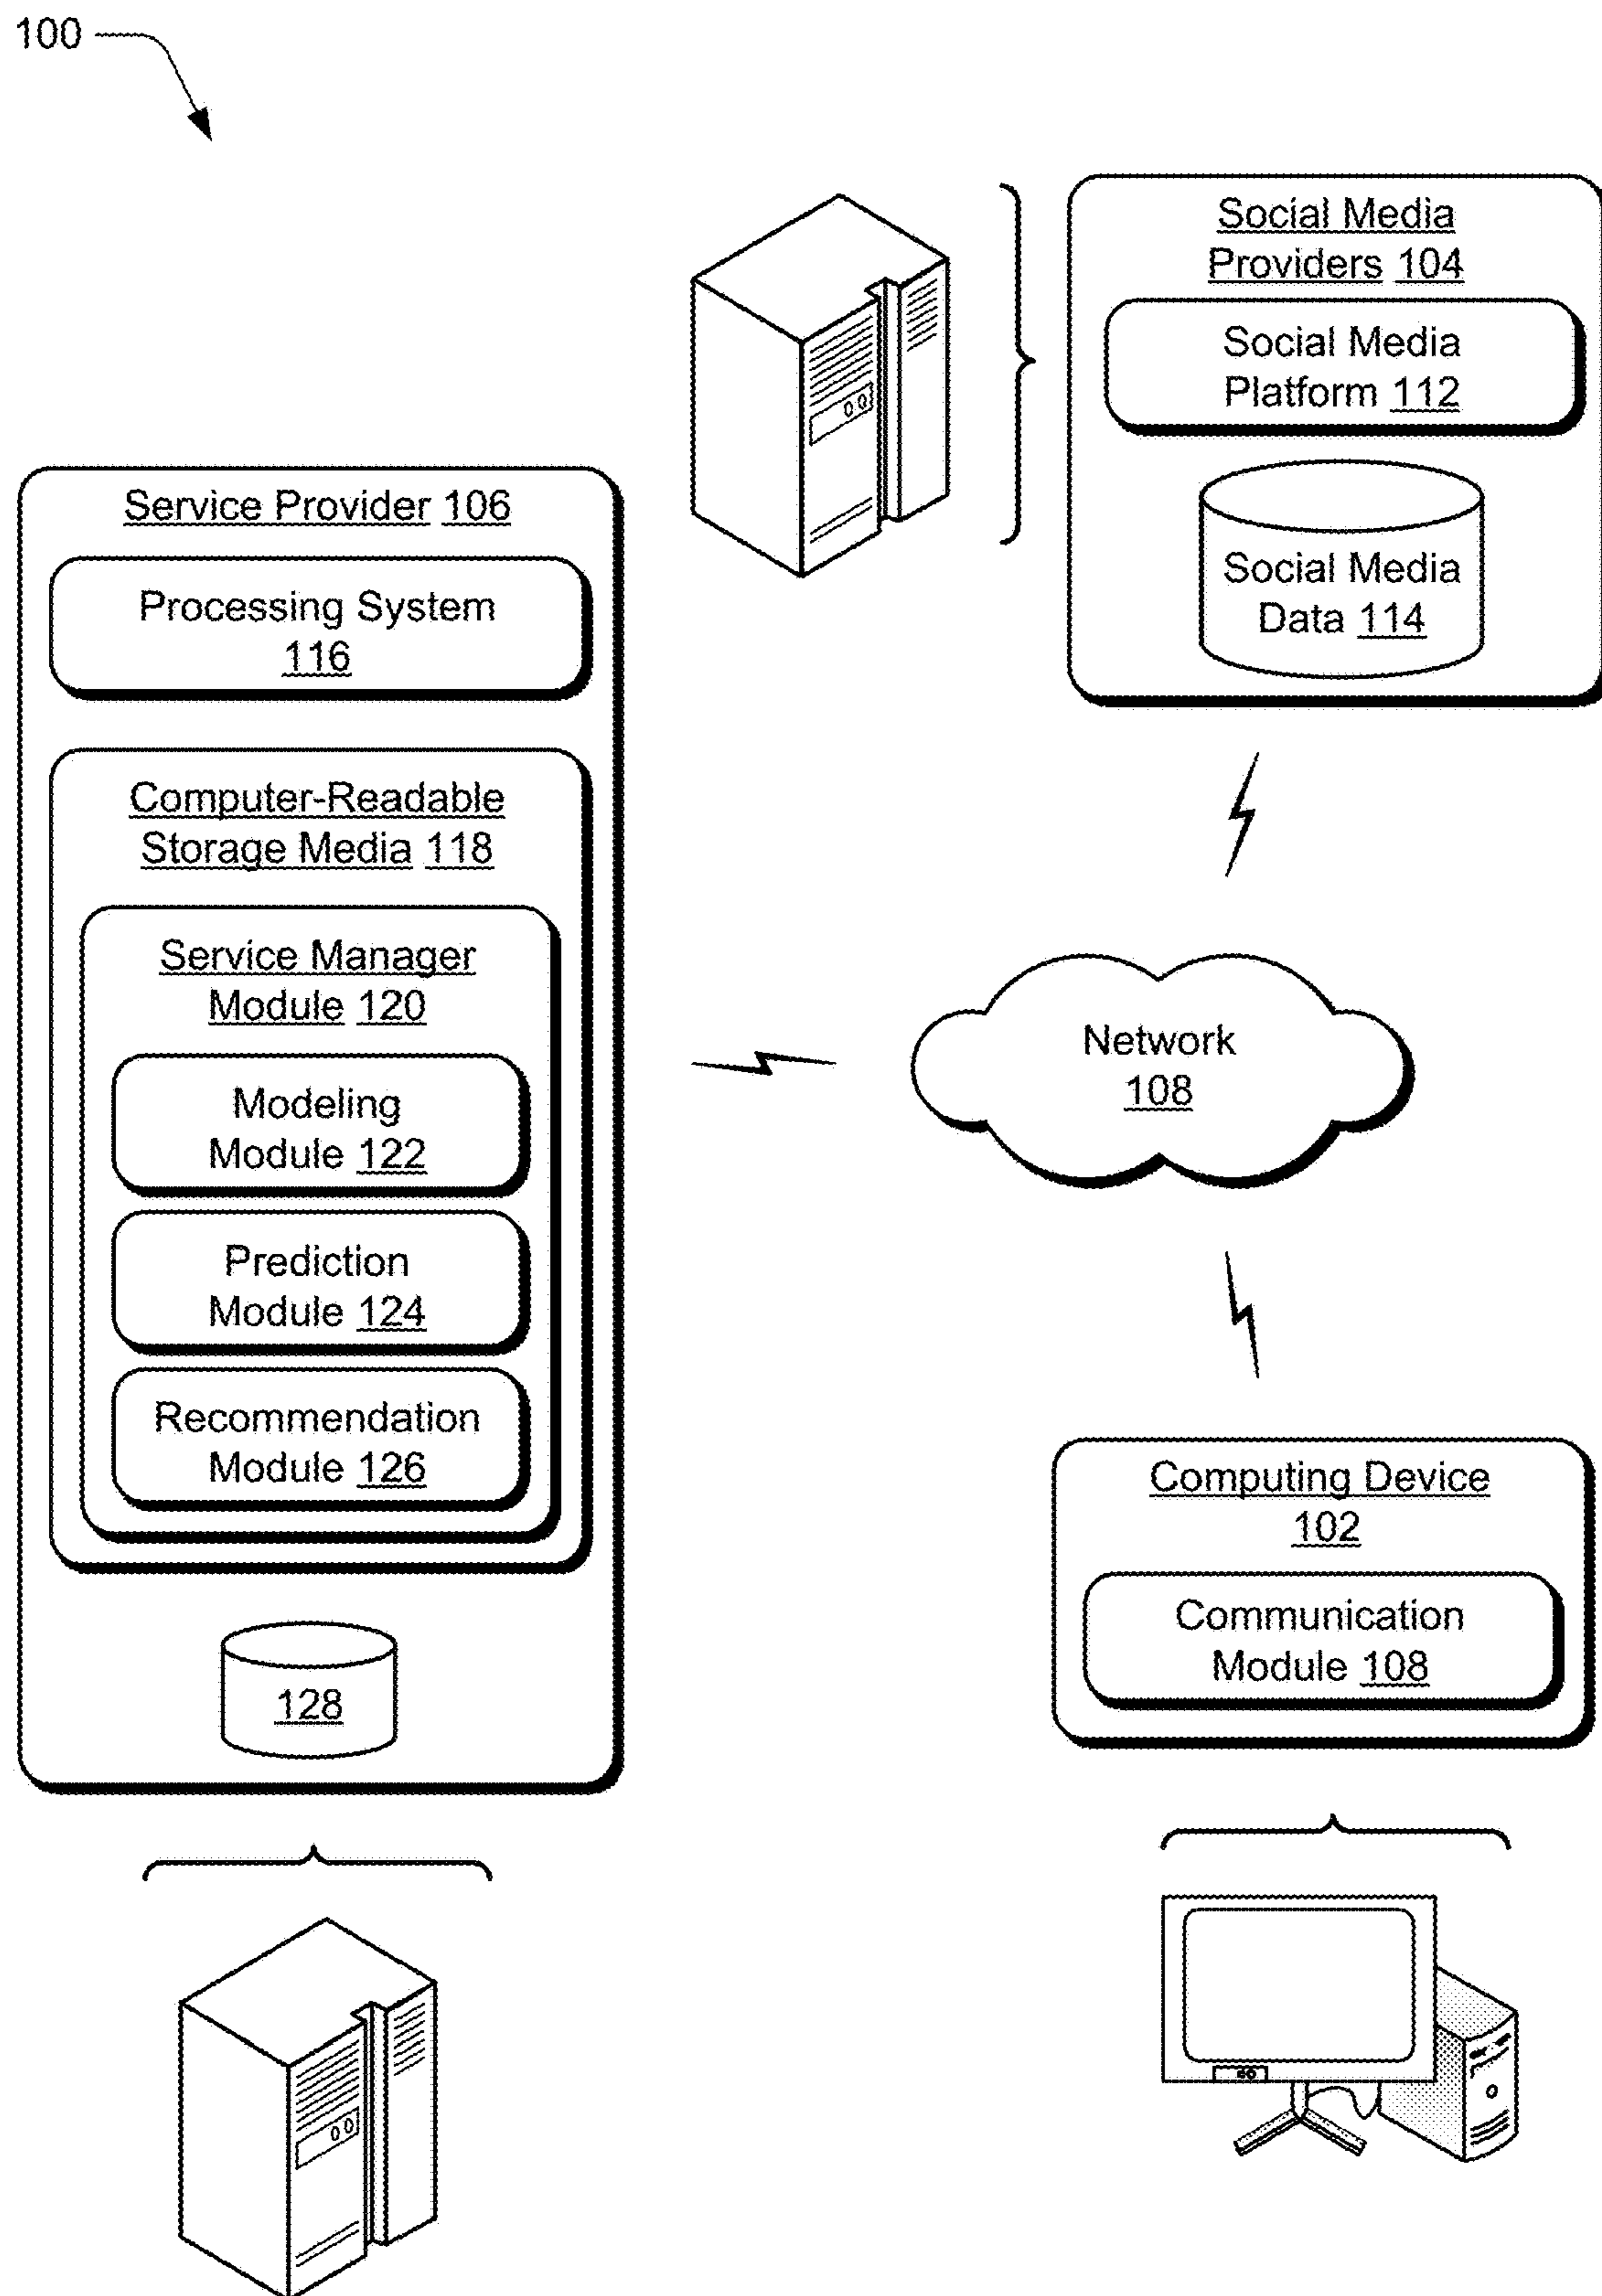 100
Social Media
Providers 104
Social Media
Platform 112
Social Media
Data 114
Service Provider 106
Processing System
116
Computer-Readable
Storage Media 118
Service Manager
Module 120
Modeling
Module 122
Prediction
Module 124
Recommendation
Module 126
128
Network
108
Computing Device
102
Communication
Module 108